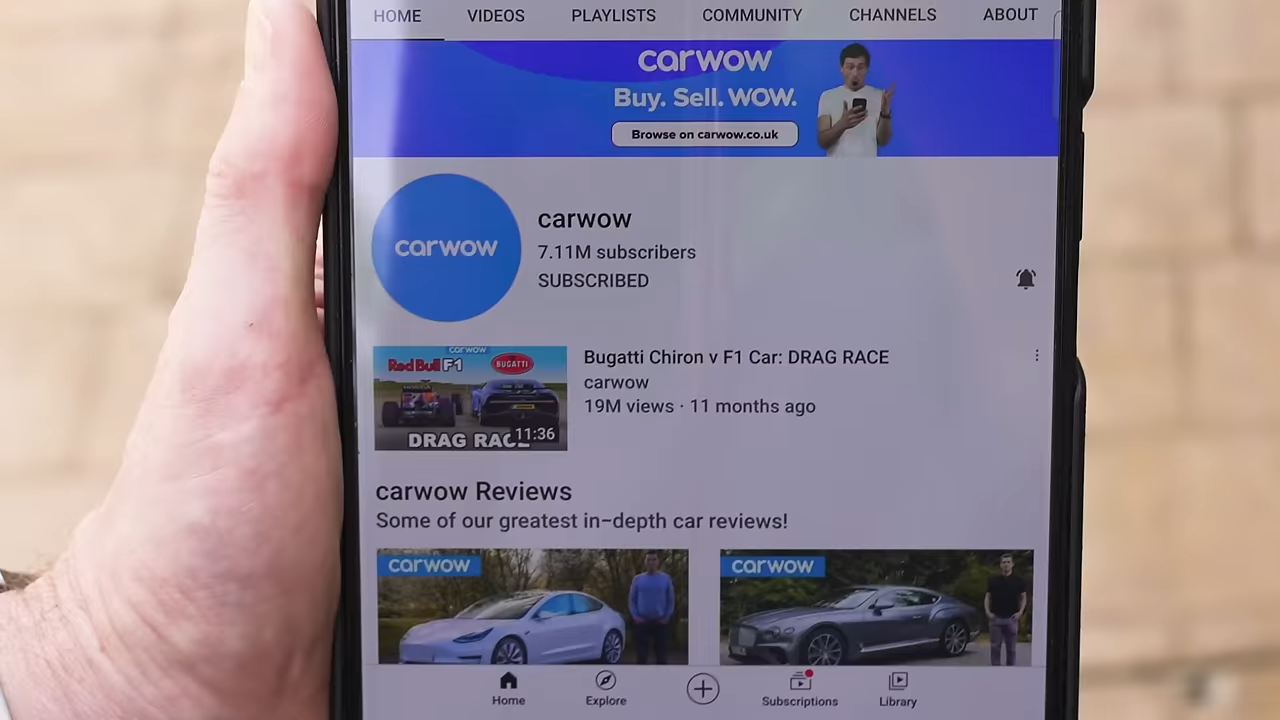 HOME VIDEOS PLAYLISTS COMMUNITY CHANNELS ABOUT
carwow
Buy. Sell. WOW.
Browse on carwow.co.uk
carwow
carwow
7.11M subscribers
SUBSCRIBED
carwow
Red Bull F1 BUGATTI
DRAG RACE
11:36
Bugatti Chiron v F1 Car: DRAG RACE
carwow
19M views · 11 months ago
carwow Reviews
Some of our greatest in-depth car reviews!
carwow
carwow
Home Explore Subscriptions Library